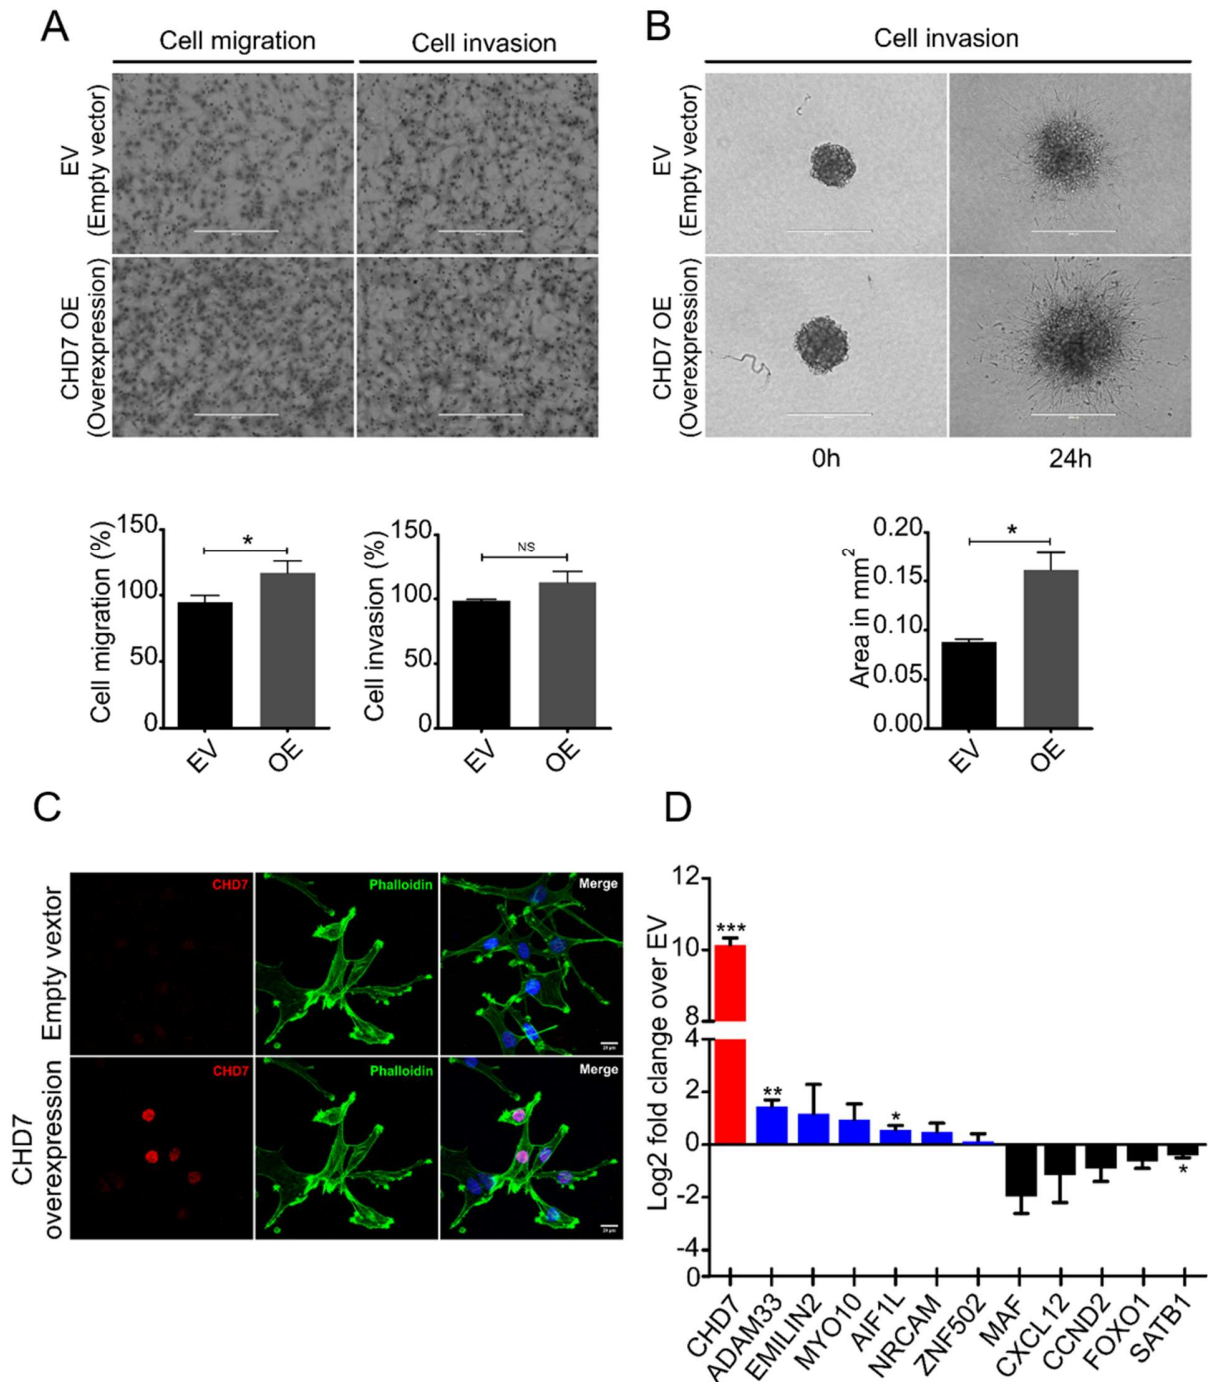 A
Cell migration
Cell invasion
EV
(Empty vector)
CHD7 OE
(Overexpression)
B
Cell invasion
EV
(Empty vector)
CHD7 OE
(Overexpression)
0h
24h
Cell migration (%)
150
100
50
0
*
EV
OE
Cell invasion (%)
150
100
50
0
NS
EV
OE
Area in mm2
0.20
0.15
0.10
0.05
0.00
*
EV
OE
C
Empty vextor
CHD7
Phalloidin
Merge
CHD7
overexpression
CHD7
Phalloidin
Merge
D
Log2 fold clange over EV
12
10
8
4
2
0
-2
-4
0
***
**
*
*
CHD7
ADAM33
EMILIN2
MYO10
AIF1L
NRCAM
ZNF502
MAF
CXCL12
CCND2
FOXO1
SATB1